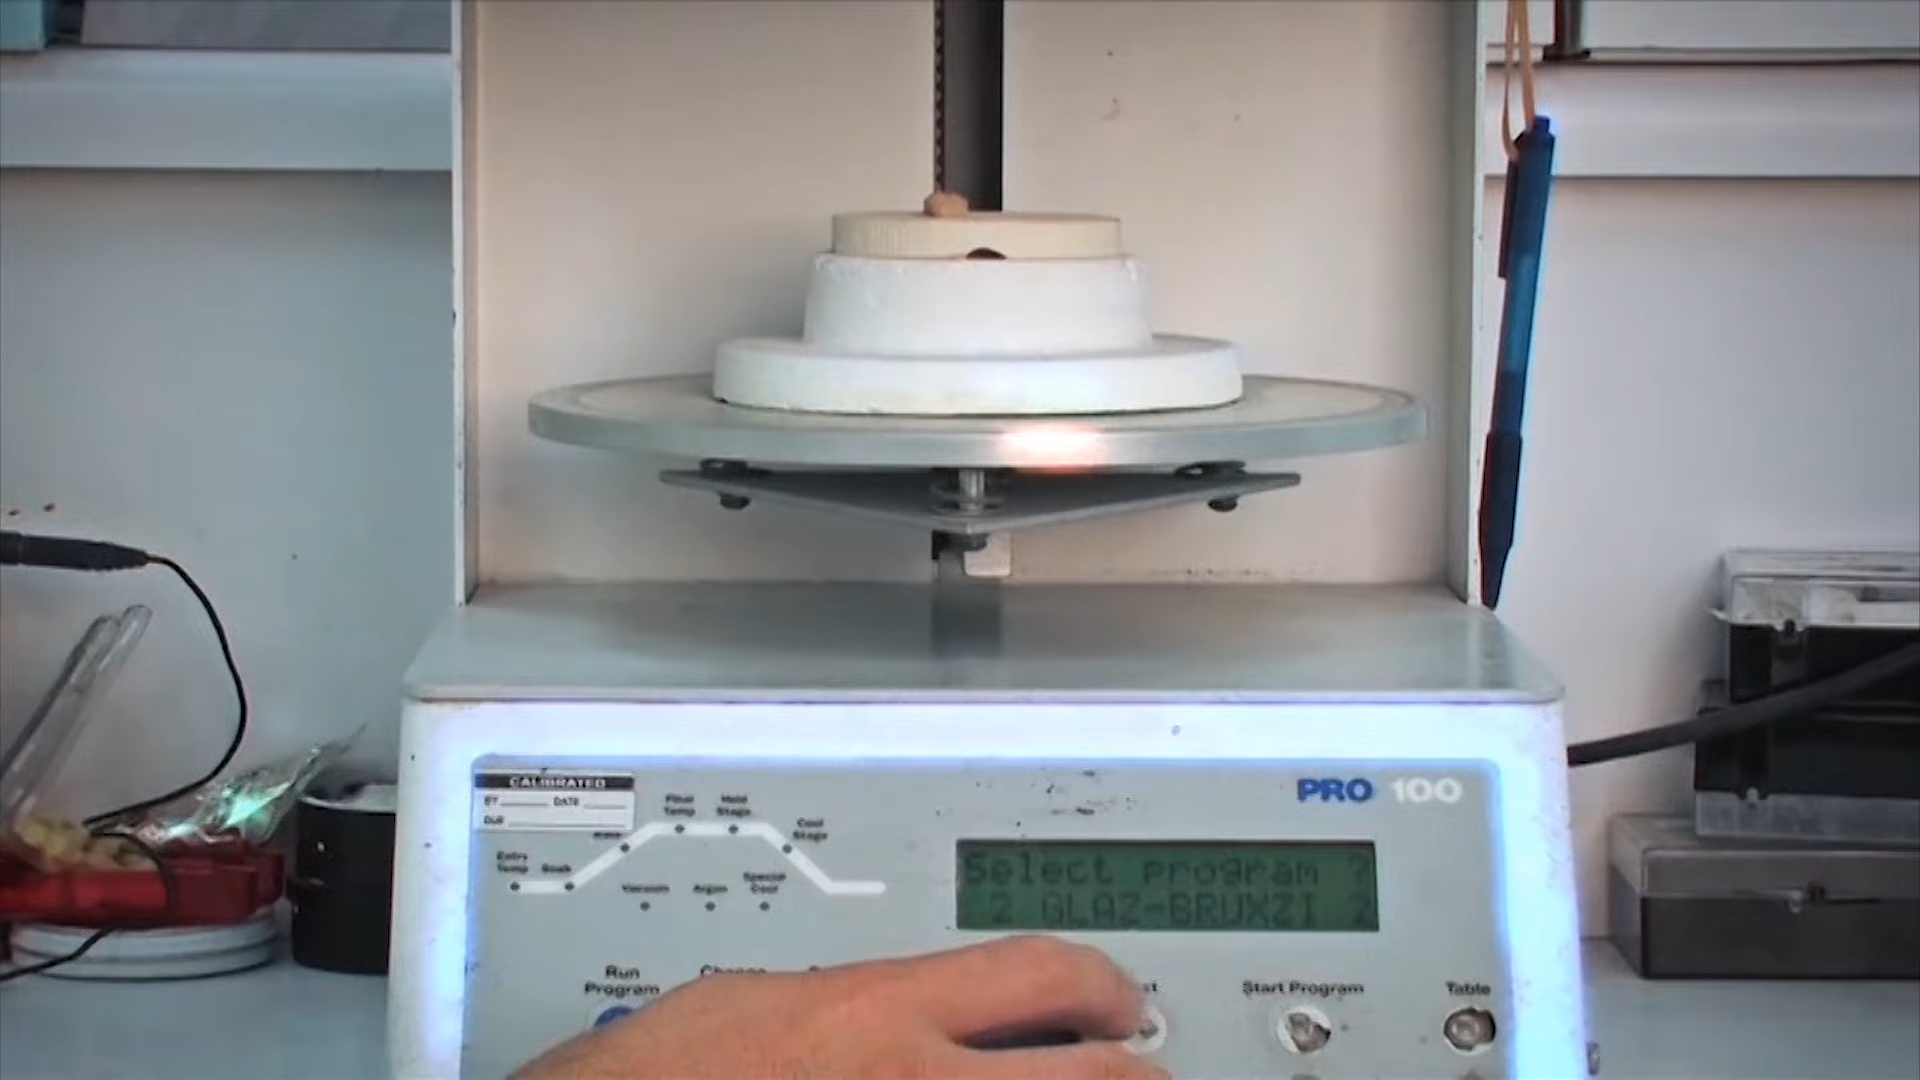 CALIBRATED
BY DATE
DUE
Final
Temp
Hold
Stage
Cool
Stage
Entry
Temp
Soak
Vacuum
Argon
Special
Cool
PRO 100
Select program ?
2 GLAZ-BRUXZI 2
Run
Program
Start Program
Table